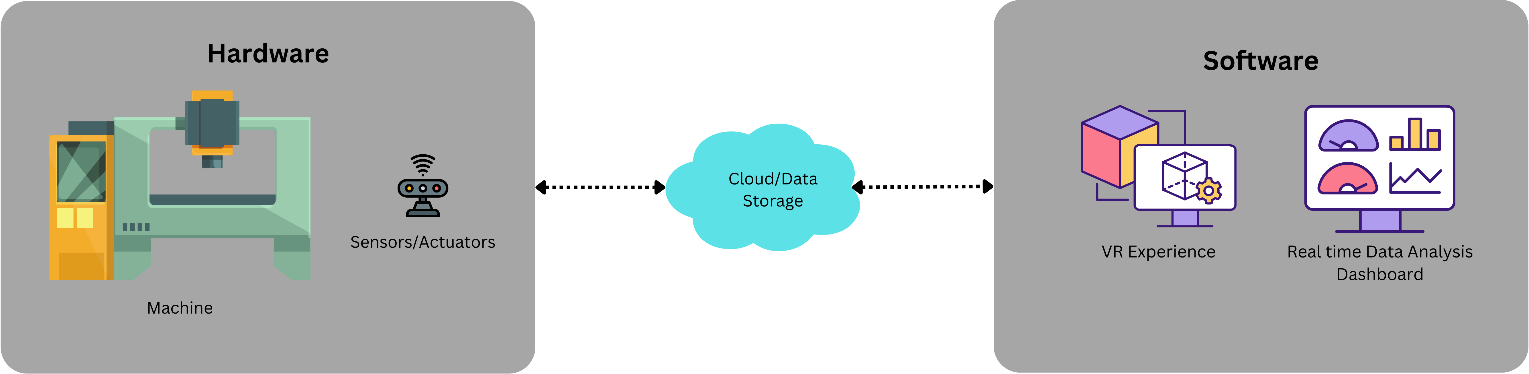 Hardware
Sensors/Actuators
Machine
Cloud/Data
Storage
Software
VR Experience
Real time Data Analysis
Dashboard